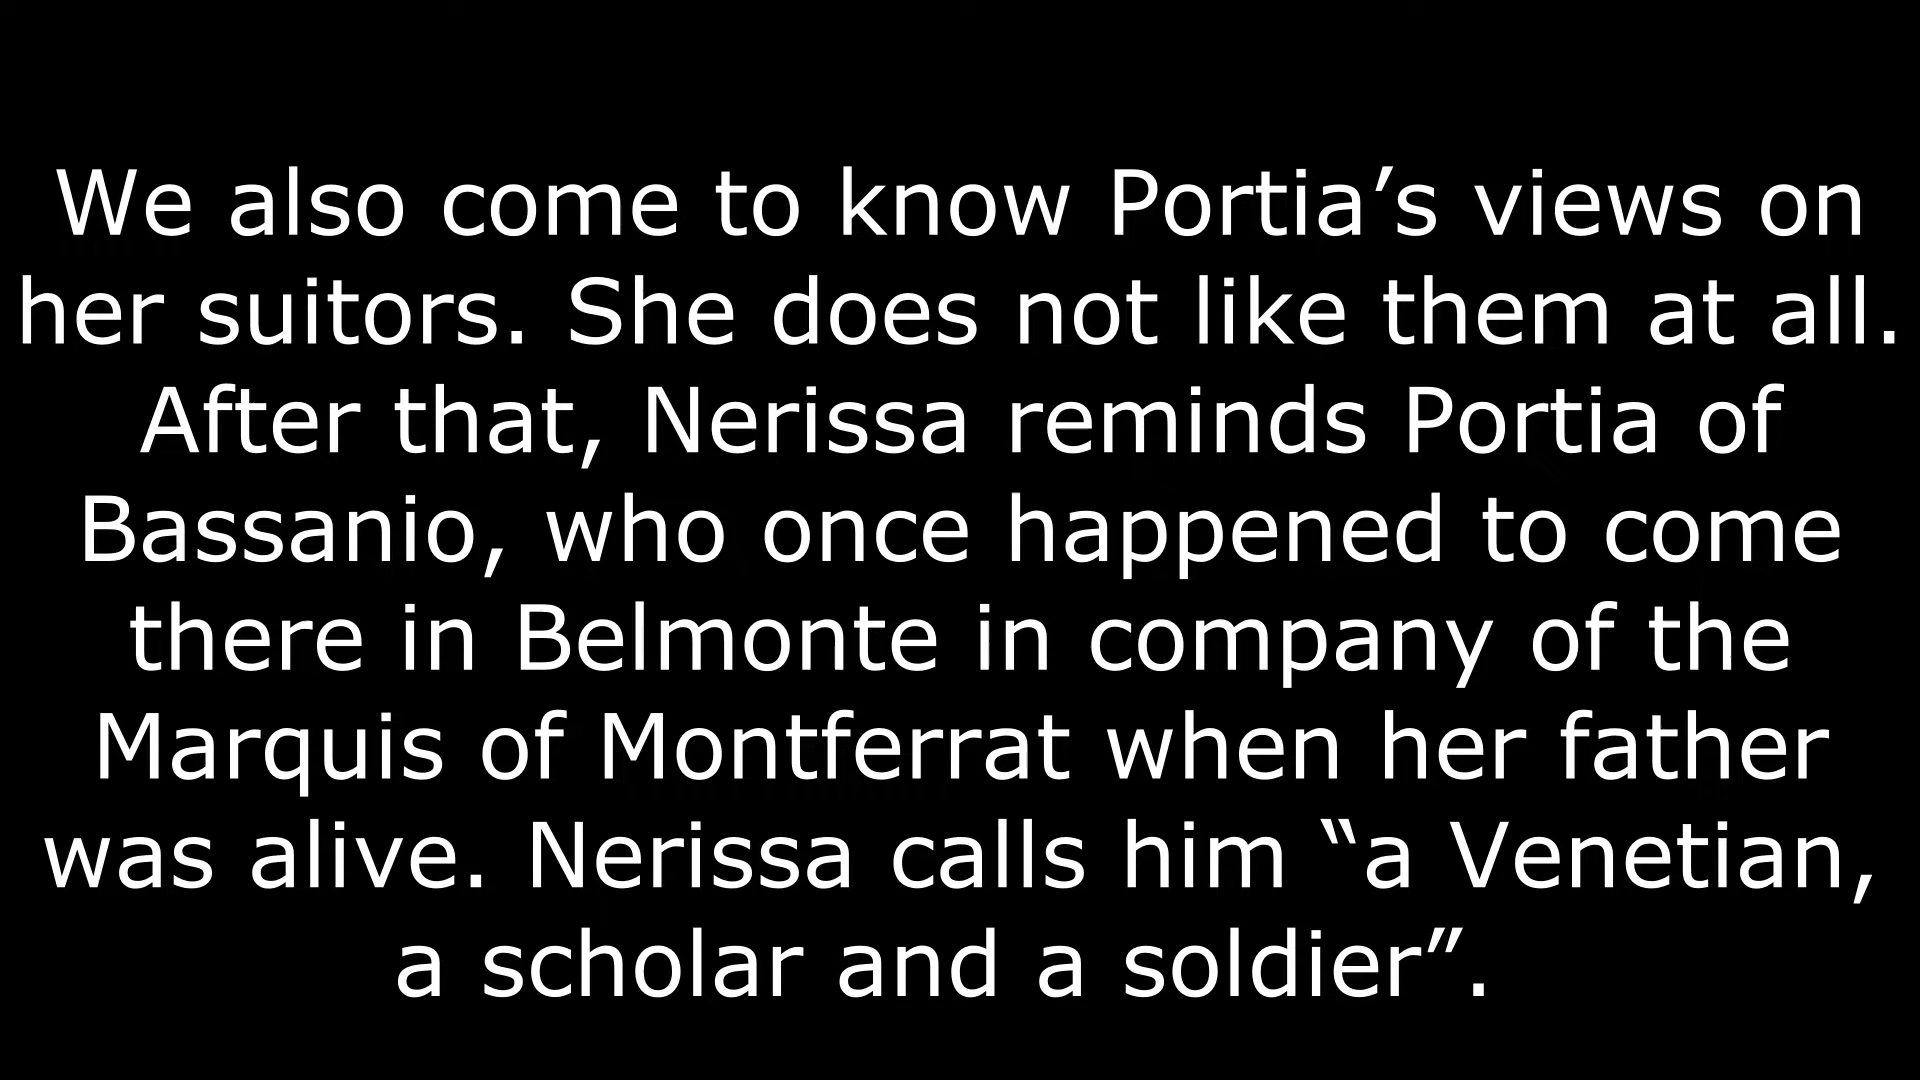 We also come to know Portia’s views on
her suitors. She does not like them at all.
After that, Nerissa reminds Portia of
Bassanio, who once happened to come
there in Belmonte in company of the
Marquis of Montferrat when her father
was alive. Nerissa calls him “a Venetian,
a scholar and a soldier”.